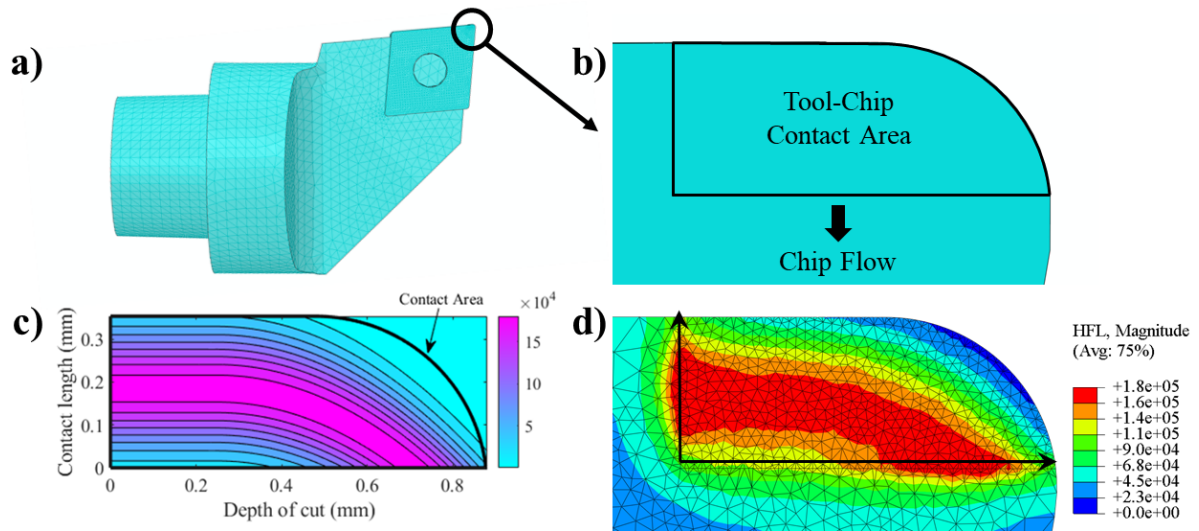 a)
b)
Tool-Chip
Contact Area
Chip Flow
c)
Contact Area
×10⁴
Contact length (mm)
0.3
0.2
0.1
0
0
0.2
0.4
0.6
0.8
Depth of cut (mm)
15
10
5
d)
HFL, Magnitude
(Avg: 75%)
+1.8e+05
+1.6e+05
+1.4e+05
+1.1e+05
+9.0e+04
+6.8e+04
+4.5e+04
+2.3e+04
+0.0e+00